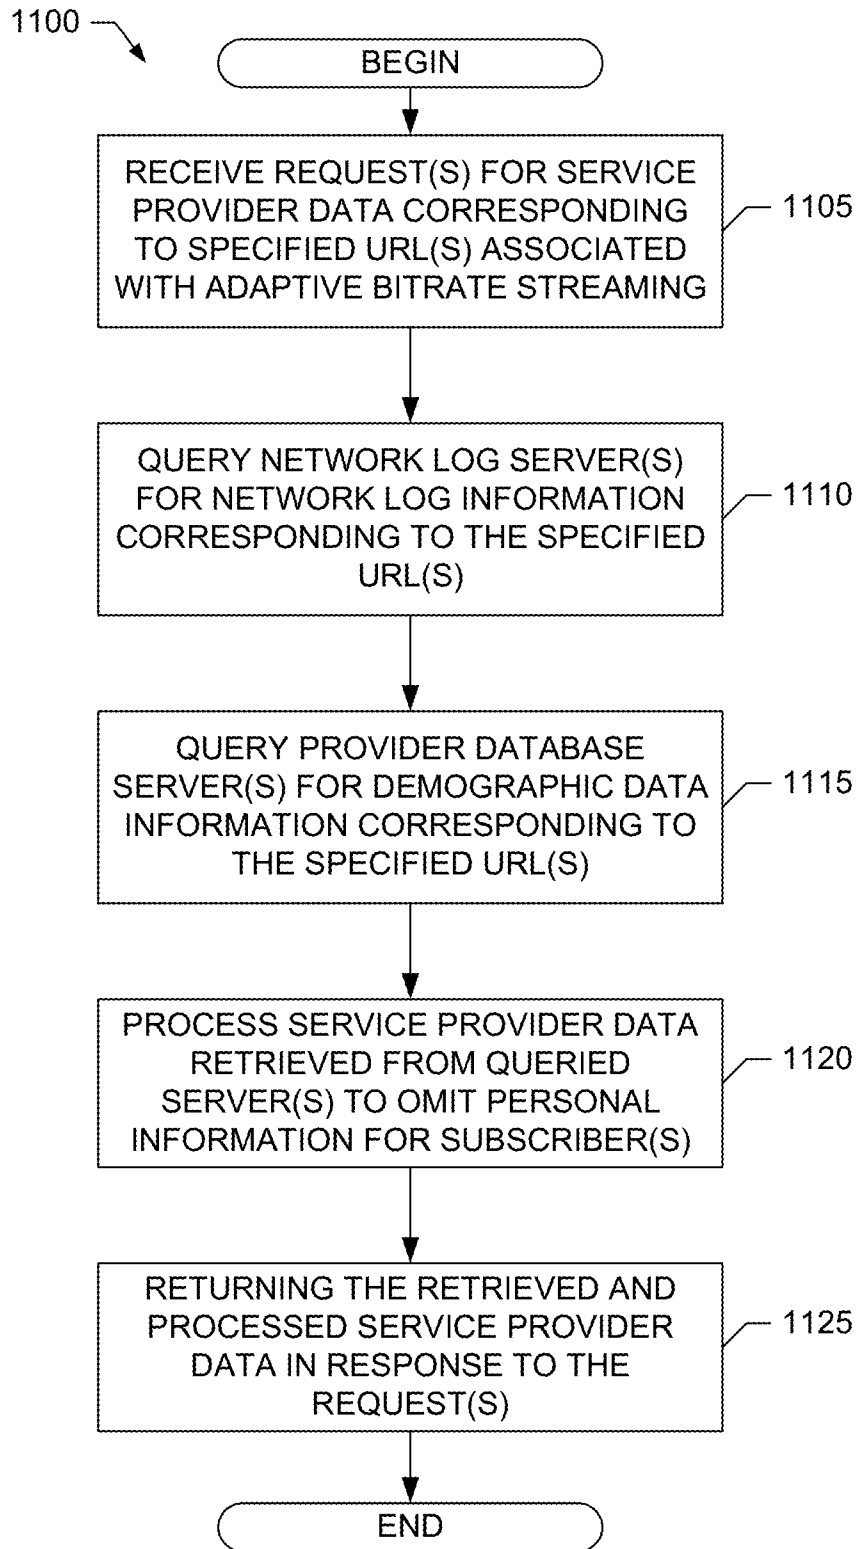 1100
BEGIN
RECEIVE REQUEST(S) FOR SERVICE
PROVIDER DATA CORRESPONDING
TO SPECIFIED URL(S) ASSOCIATED
WITH ADAPTIVE BITRATE STREAMING
1105
QUERY NETWORK LOG SERVER(S)
FOR NETWORK LOG INFORMATION
CORRESPONDING TO THE SPECIFIED
URL(S)
1110
QUERY PROVIDER DATABASE
SERVER(S) FOR DEMOGRAPHIC DATA
INFORMATION CORRESPONDING TO
THE SPECIFIED URL(S)
1115
PROCESS SERVICE PROVIDER DATA
RETRIEVED FROM QUERIED
SERVER(S) TO OMIT PERSONAL
INFORMATION FOR SUBSCRIBER(S)
1120
RETURNING THE RETRIEVED AND
PROCESSED SERVICE PROVIDER
DATA IN RESPONSE TO THE
REQUEST(S)
1125
END